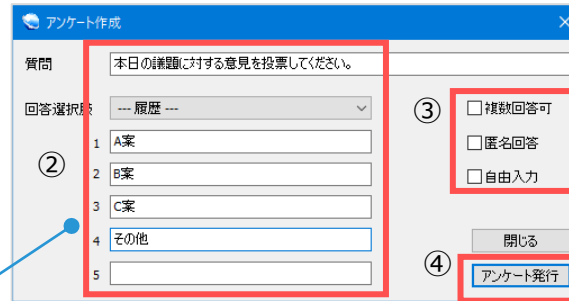 アンケート作成
質問 本日の議題に対する意見を投票してください。
回答選択肢 --- 履歴 ---
③
複数回答可
匿名回答
自由入力
②
1 A案
2 B案
3 C案
4 その他
5
閉じる
④
アンケート発行